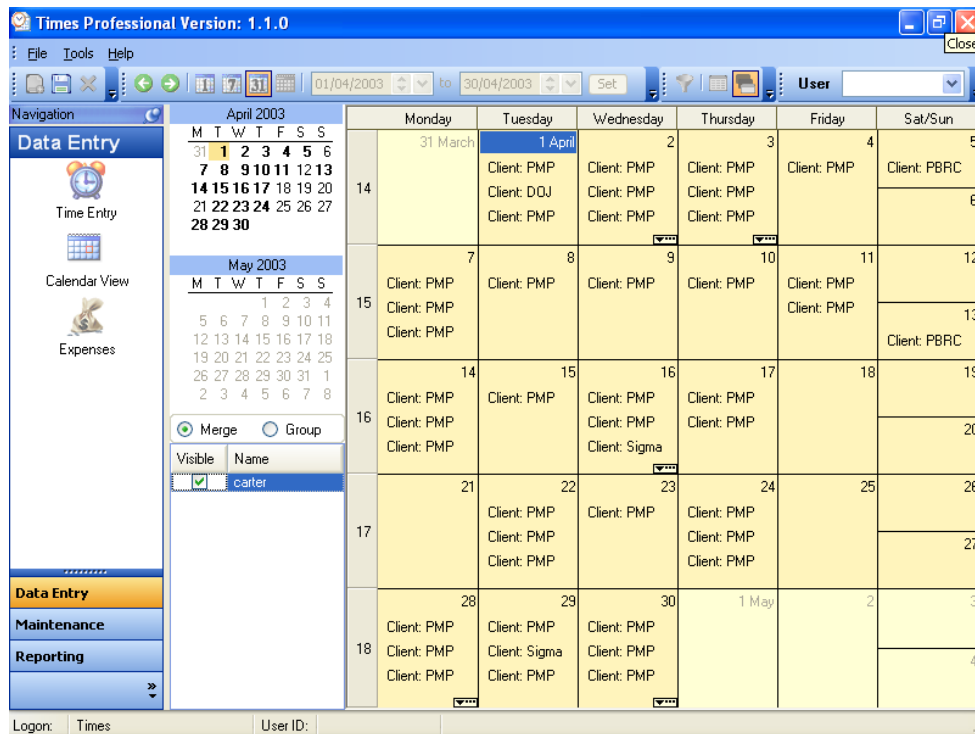 Times Professional Version: 1.1.0
Close
File Tools Help
1 7 31 01/04/2003 to 30/04/2003 Set User
Navigation
Data Entry
Time Entry
Calendar View
Expenses
Data Entry
Maintenance
Reporting
April 2003
M T W T F S S
31 1 2 3 4 5 6
7 8 9 10 11 12 13
14 15 16 17 18 19 20
21 22 23 24 25 26 27
28 29 30
May 2003
M T W T F S S
1 2 3 4
5 6 7 8 9 10 11
12 13 14 15 16 17 18
19 20 21 22 23 24 25
26 27 28 29 30 31 1
2 3 4 5 6 7 8
Merge Group
Visible Name
carter
Monday Tuesday Wednesday Thursday Friday Sat/Sun
31 March 1 April 2 3 4 5
Client: PMP Client: PMP Client: PMP Client: PMP Client: PBRC
14 Client: DOJ Client: PMP Client: PMP 6
Client: PMP Client: PMP Client: PMP
7 8 9 10 11 12
Client: PMP Client: PMP Client: PMP Client: PMP Client: PMP
15 Client: PMP Client: PMP 13
Client: PMP Client: PBRC
14 15 16 17 18 19
Client: PMP Client: PMP Client: PMP Client: PMP
16 Client: PMP Client: PMP Client: PMP 20
Client: PMP Client: Sigma
21 22 23 24 25 26
Client: PMP Client: PMP Client: PMP
17 Client: PMP Client: PMP 27
Client: PMP Client: PMP
28 29 30 1 May 2 3
Client: PMP Client: PMP Client: PMP
18 Client: PMP Client: Sigma Client: PMP 4
Client: PMP Client: PMP Client: PMP
Logon: Times User ID: